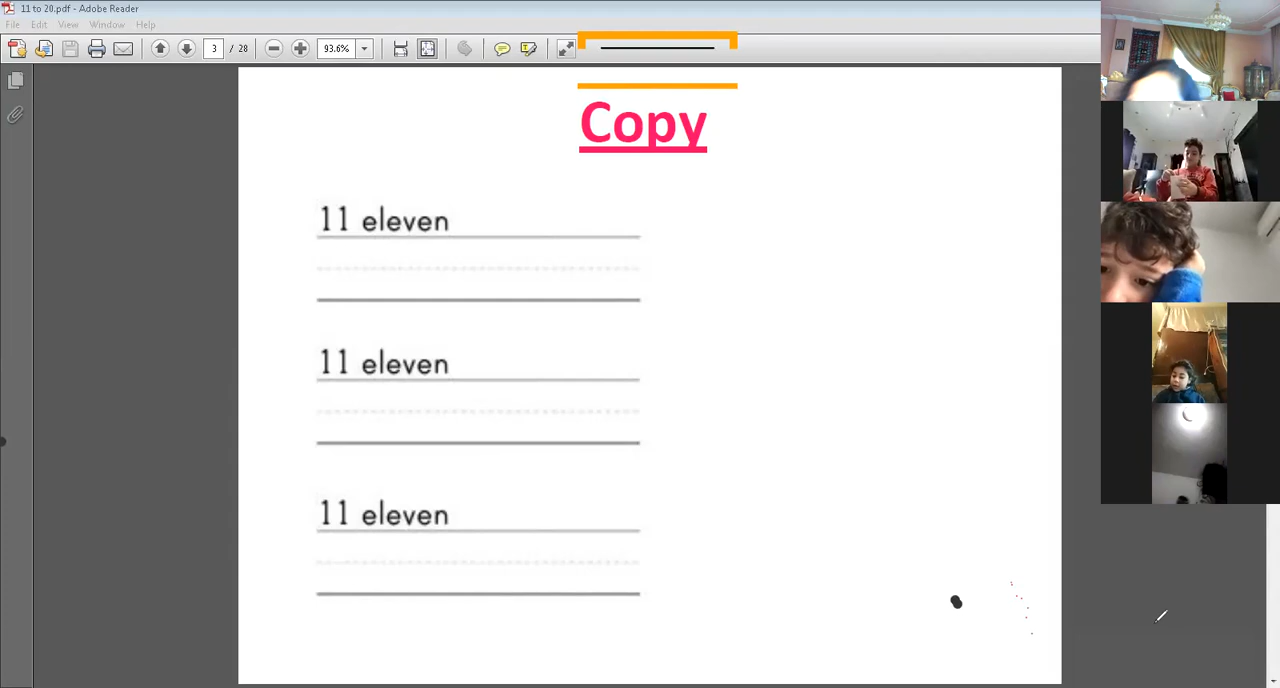 11 to 20.pdf - Adobe Reader
File Edit View Window Help
3 / 28 93.6%
Copy
11 eleven
11 eleven
11 eleven